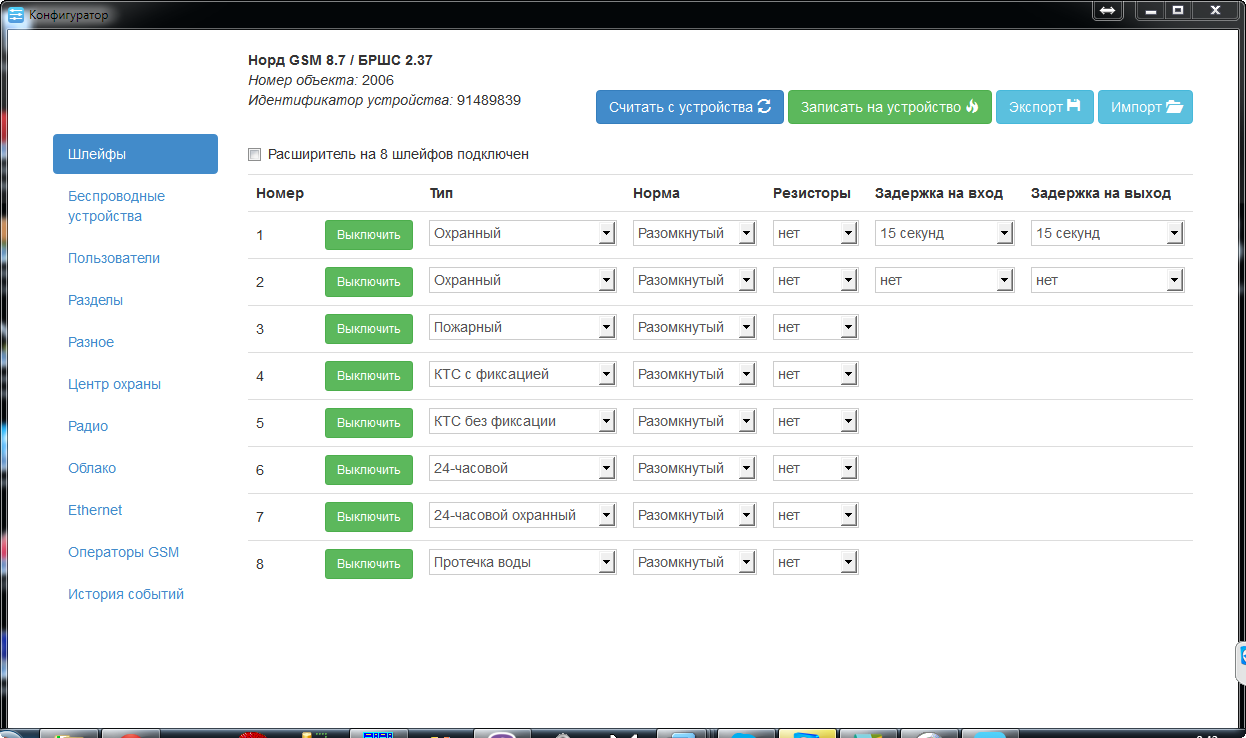 Конфигуратор
Норд GSM 8.7 / БРШС 2.37
Номер объекта: 2006
Идентификатор устройства: 91489839
Считать с устройства
Записать на устройство
Экспорт
Импорт
Шлейфы
Беспроводные
устройства
Пользователи
Разделы
Разное
Центр охраны
Радио
Облако
Ethernet
Операторы GSM
История событий
Расширитель на 8 шлейфов подключен
Номер Тип Норма Резисторы Задержка на вход Задержка на выход
1 Выключить Охранный Разомкнутый нет 15 секунд 15 секунд
2 Выключить Охранный Разомкнутый нет нет нет
3 Выключить Пожарный Разомкнутый нет
4 Выключить КТС с фиксацией Разомкнутый нет
5 Выключить КТС без фиксации Разомкнутый нет
6 Выключить 24-часовой Разомкнутый нет
7 Выключить 24-часовой охранный Разомкнутый нет
8 Выключить Протечка воды Разомкнутый нет